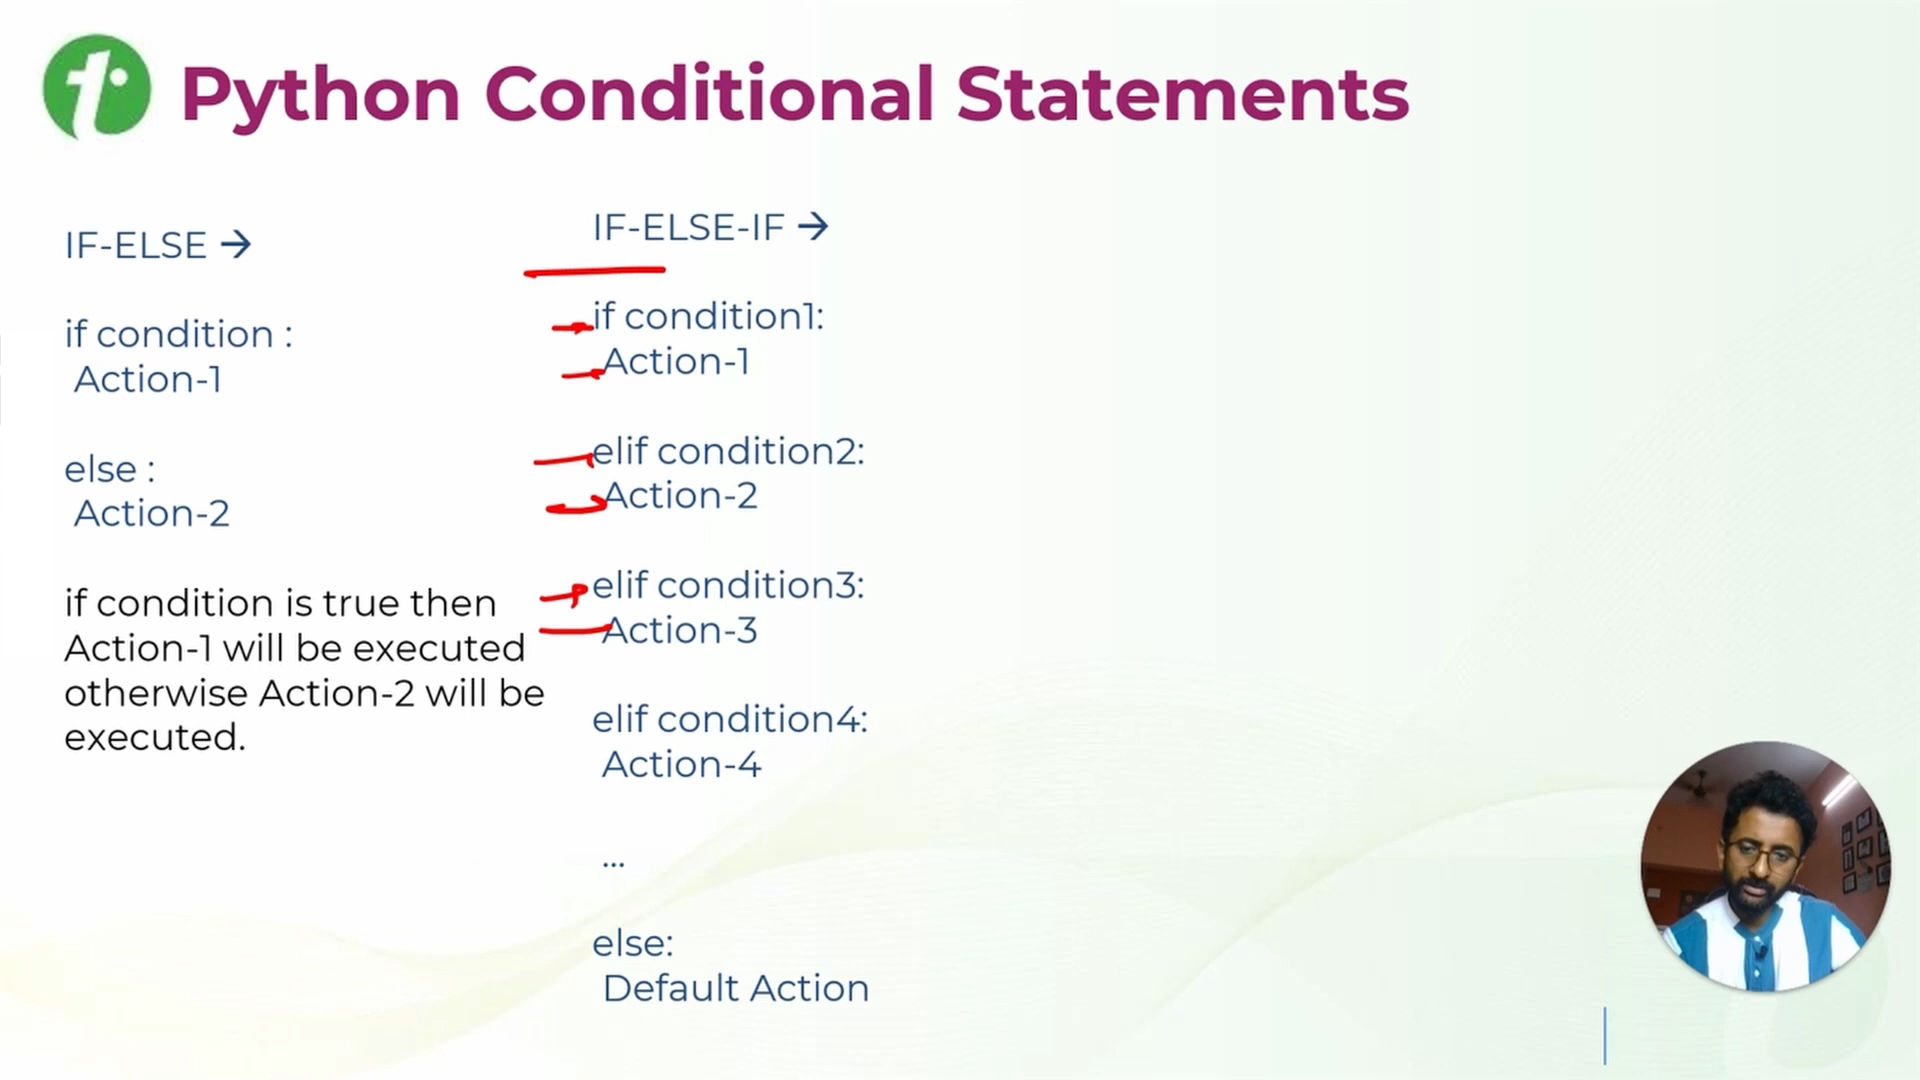 Python Conditional Statements
IF-ELSE →
if condition :
Action-1
else :
Action-2
if condition is true then
Action-1 will be executed
otherwise Action-2 will be
executed.
IF-ELSE-IF →
if condition1:
Action-1
elif condition2:
Action-2
elif condition3:
Action-3
elif condition4:
Action-4
...
else:
Default Action